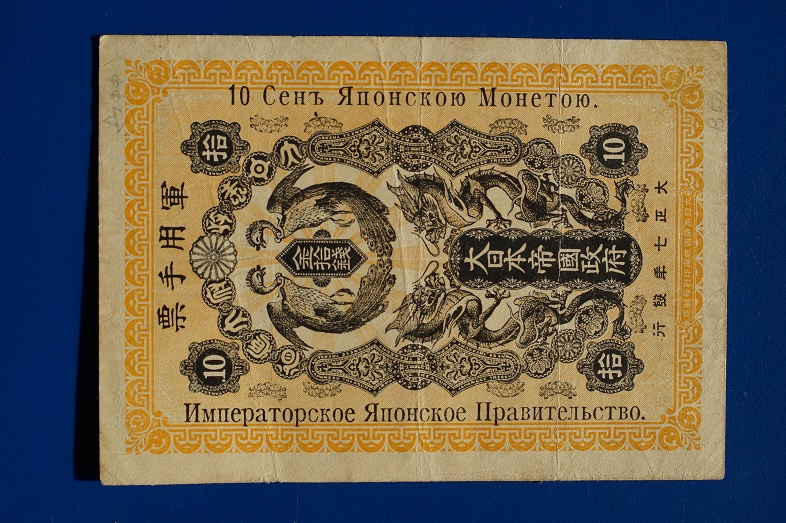 10 Сенъ Японскою Монетою.
拾
10
軍用手票
壹拾錢
大日本帝國政府
大正七年發行
10
拾
Императорское Японское Правительство.